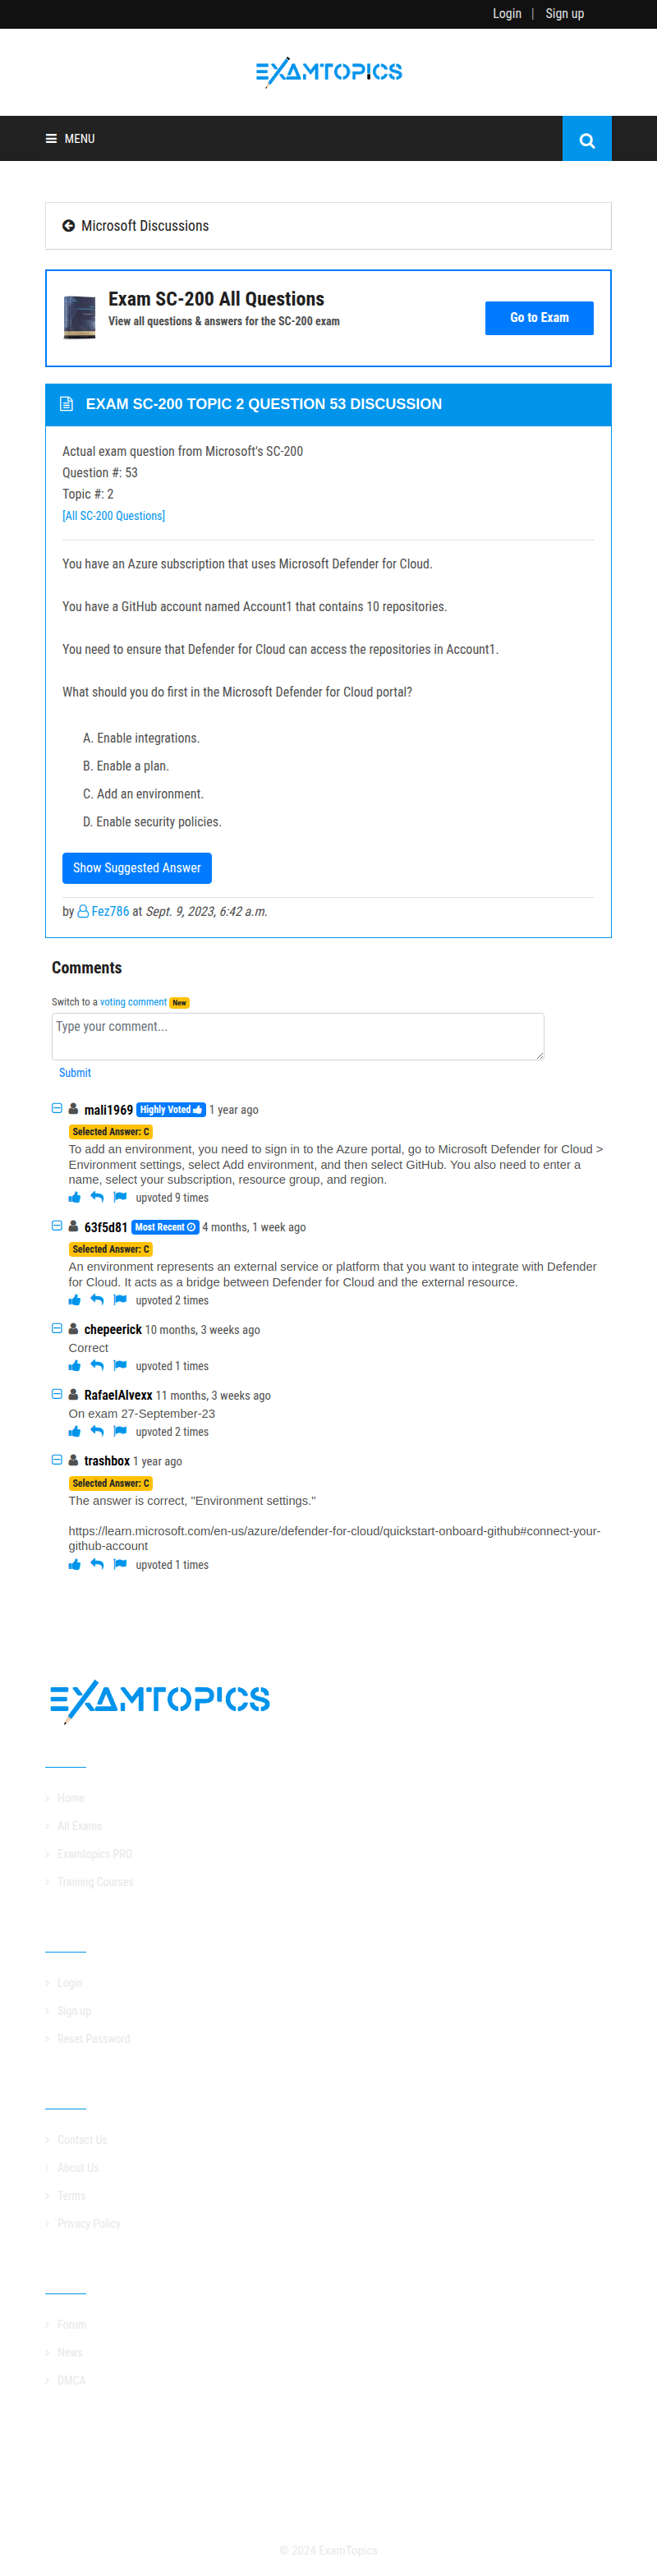 Login | Sign up
EXAMTOPICS
MENU
Microsoft Discussions
Exam SC-200 All Questions
View all questions & answers for the SC-200 exam
Go to Exam
EXAM SC-200 TOPIC 2 QUESTION 53 DISCUSSION
Actual exam question from Microsoft's SC-200
Question #: 53
Topic #: 2
[All SC-200 Questions]
You have an Azure subscription that uses Microsoft Defender for Cloud.
You have a GitHub account named Account1 that contains 10 repositories.
You need to ensure that Defender for Cloud can access the repositories in Account1.
What should you do first in the Microsoft Defender for Cloud portal?
A. Enable integrations.
B. Enable a plan.
C. Add an environment.
D. Enable security policies.
Show Suggested Answer
by Fez786 at Sept. 9, 2023, 6:42 a.m.
Comments
Switch to a voting comment New
Type your comment...
Submit
mali1969 Highly Voted 1 year ago
Selected Answer: C
To add an environment, you need to sign in to the Azure portal, go to Microsoft Defender for Cloud >
Environment settings, select Add environment, and then select GitHub. You also need to enter a
name, select your subscription, resource group, and region.
upvoted 9 times
63f5d81 Most Recent 4 months, 1 week ago
Selected Answer: C
An environment represents an external service or platform that you want to integrate with Defender
for Cloud. It acts as a bridge between Defender for Cloud and the external resource.
upvoted 2 times
chepeerick 10 months, 3 weeks ago
Correct
upvoted 1 times
RafaelAlvexx 11 months, 3 weeks ago
On exam 27-September-23
upvoted 2 times
trashbox 1 year ago
Selected Answer: C
The answer is correct, "Environment settings."
https://learn.microsoft.com/en-us/azure/defender-for-cloud/quickstart-onboard-github#connect-your-
github-account
upvoted 1 times
EXAMTOPICS
Home
All Exams
Examtopics PRO
Training Courses
Login
Sign up
Reset Password
Contact Us
About Us
Terms
Privacy Policy
Forum
News
DMCA
© 2024 ExamTopics